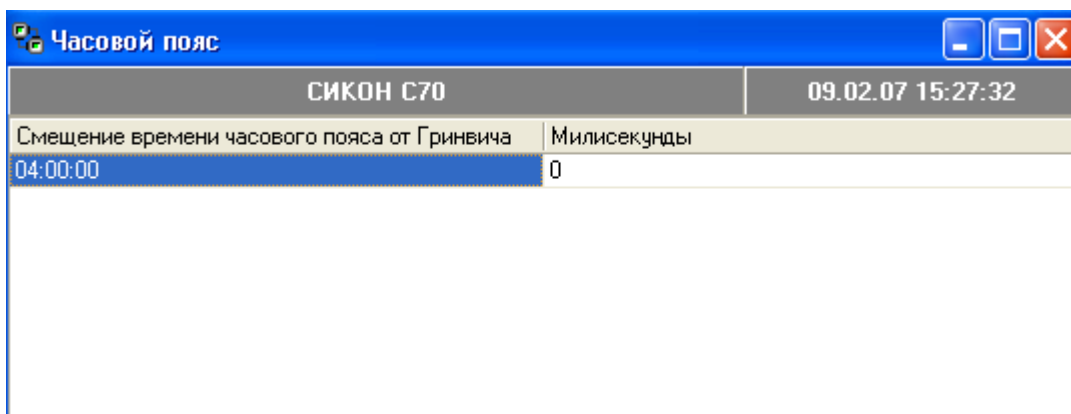 Часовой пояс
СИКОН С70 09.02.07 15:27:32
Смещение времени часового пояса от Гринвича Милисекунды
04:00:00 0